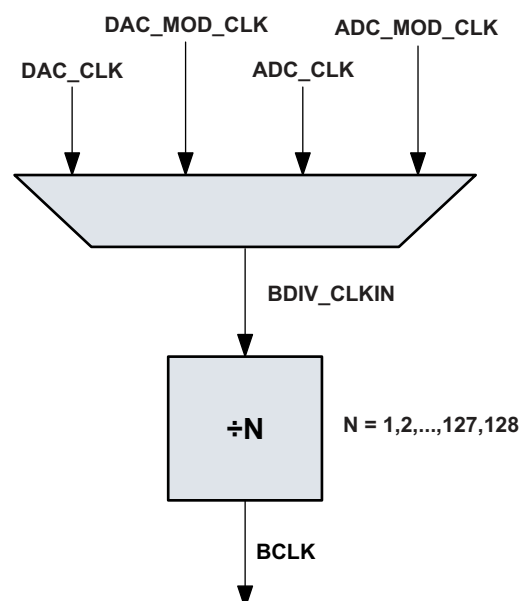 DAC_MOD_CLK
ADC_MOD_CLK
DAC_CLK
ADC_CLK
BDIV_CLKIN
÷N
N = 1,2,...,127,128
BCLK